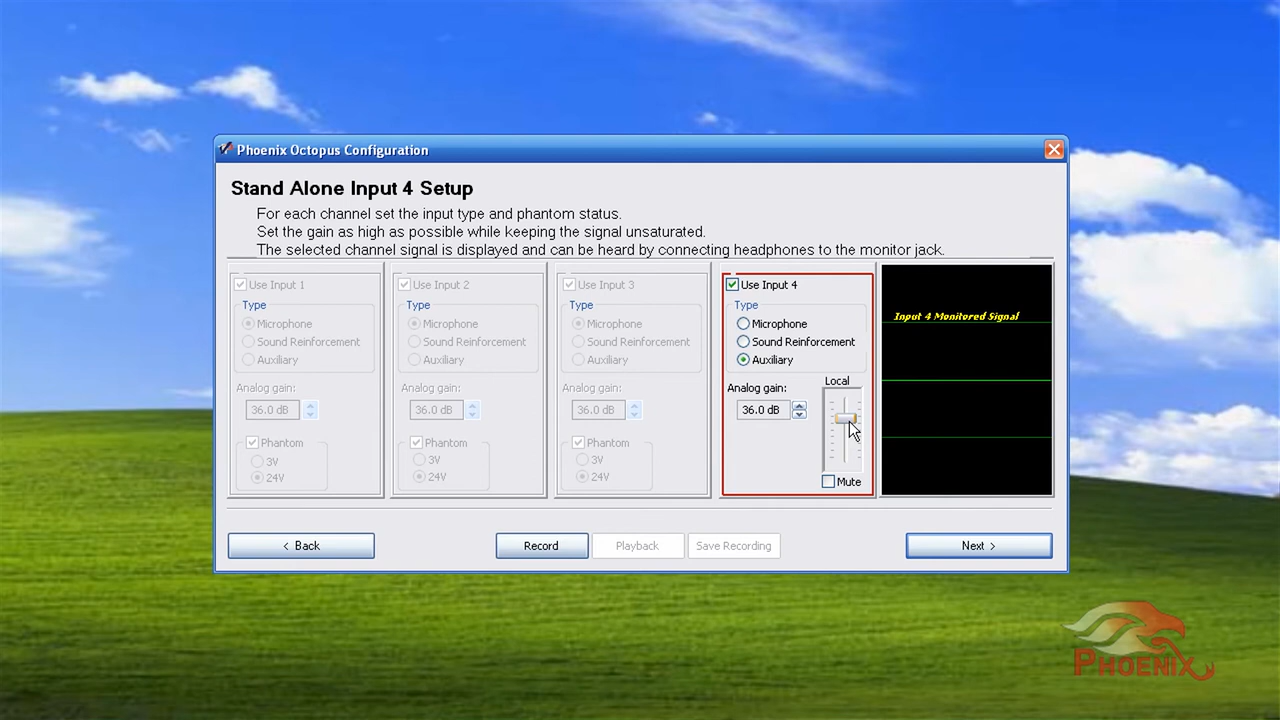 Phoenix Octopus Configuration
Stand Alone Input 4 Setup
For each channel set the input type and phantom status.
Set the gain as high as possible while keeping the signal unsaturated.
The selected channel signal is displayed and can be heard by connecting headphones to the monitor jack.
Use Input 1
Type
Microphone
Sound Reinforcement
Auxiliary
Analog gain:
36.0 dB
Phantom
3V
24V
Use Input 2
Type
Microphone
Sound Reinforcement
Auxiliary
Analog gain:
36.0 dB
Phantom
3V
24V
Use Input 3
Type
Microphone
Sound Reinforcement
Auxiliary
Analog gain:
36.0 dB
Phantom
3V
24V
Use Input 4
Type
Microphone
Sound Reinforcement
Auxiliary
Analog gain:
36.0 dB
Local
Mute
Input 4 Monitored Signal
< Back
Record
Playback
Save Recording
Next >
PHOENIX